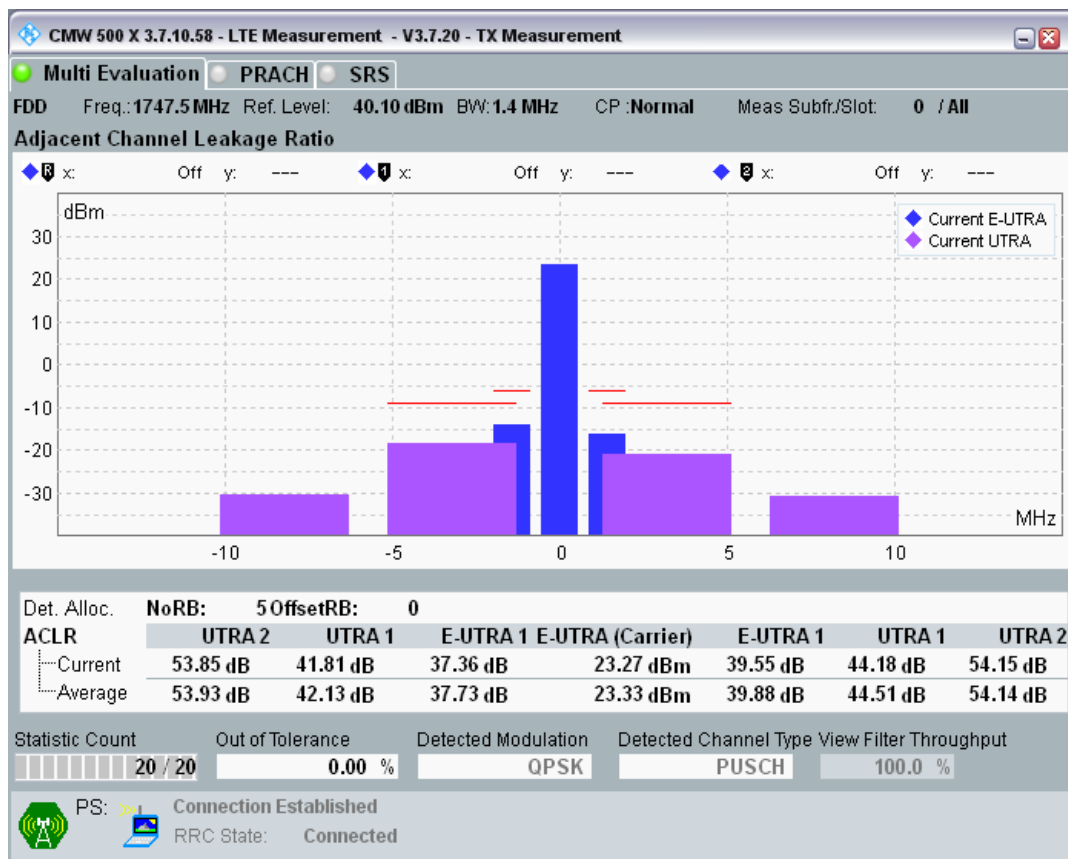 CMW 500 X 3.7.10.58 - LTE Measurement - V3.7.20 - TX Measurement
Multi Evaluation PRACH SRS
FDD Freq.:1747.5 MHz Ref. Level: 40.10 dBm BW:1.4 MHz CP :Normal Meas Subfr./Slot: 0 / All
Adjacent Channel Leakage Ratio
R x: Off y: --- 1 x: Off y: --- 2 x: Off y: ---
dBm
Current E-UTRA
Current UTRA
30
20
10
0
-10
-20
-30
MHz
-10 -5 0 5 10
Det. Alloc. NoRB: 5 OffsetRB: 0
ACLR UTRA 2 UTRA 1 E-UTRA 1 E-UTRA (Carrier) E-UTRA 1 UTRA 1 UTRA 2
Current 53.85 dB 41.81 dB 37.36 dB 23.27 dBm 39.55 dB 44.18 dB 54.15 dB
Average 53.93 dB 42.13 dB 37.73 dB 23.33 dBm 39.88 dB 44.51 dB 54.14 dB
Statistic Count Out of Tolerance Detected Modulation Detected Channel Type View Filter Throughput
20 / 20 0.00 % QPSK PUSCH 100.0 %
PS: Connection Established
RRC State: Connected